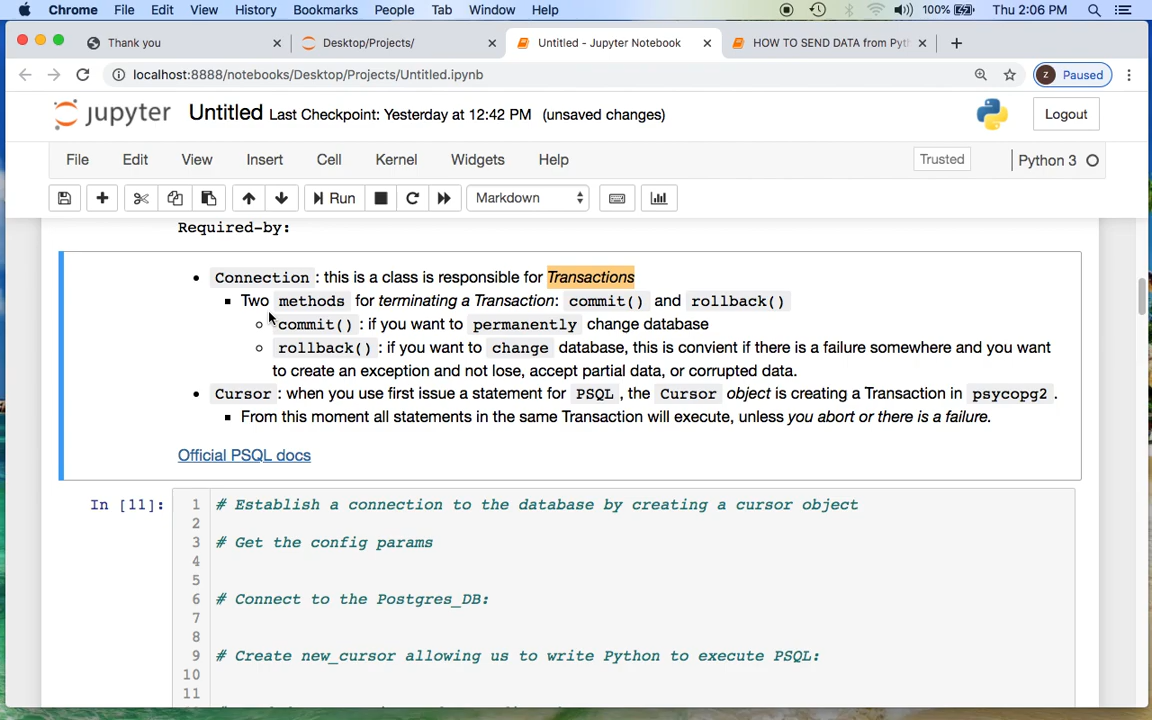 Chrome File Edit View History Bookmarks People Tab Window Help 100% Thu 2:06 PM
Thank you Desktop/Projects/ Untitled - Jupyter Notebook HOW TO SEND DATA from Pyth
localhost:8888/notebooks/Desktop/Projects/Untitled.ipynb z Paused
jupyter Untitled Last Checkpoint: Yesterday at 12:42 PM (unsaved changes) Logout
File Edit View Insert Cell Kernel Widgets Help Trusted Python 3
Run Markdown
Required-by:
Connection : this is a class is responsible for Transactions
Two methods for terminating a Transaction: commit() and rollback()
commit() : if you want to permanently change database
rollback() : if you want to change database, this is convient if there is a failure somewhere and you want
to create an exception and not lose, accept partial data, or corrupted data.
Cursor : when you use first issue a statement for PSQL , the Cursor object is creating a Transaction in psycopg2 .
From this moment all statements in the same Transaction will execute, unless you abort or there is a failure.
Official PSQL docs
In [11]: 1 # Establish a connection to the database by creating a cursor object
2
3 # Get the config params
4
5
6 # Connect to the Postgres_DB:
7
8
9 # Create new_cursor allowing us to write Python to execute PSQL:
10
11